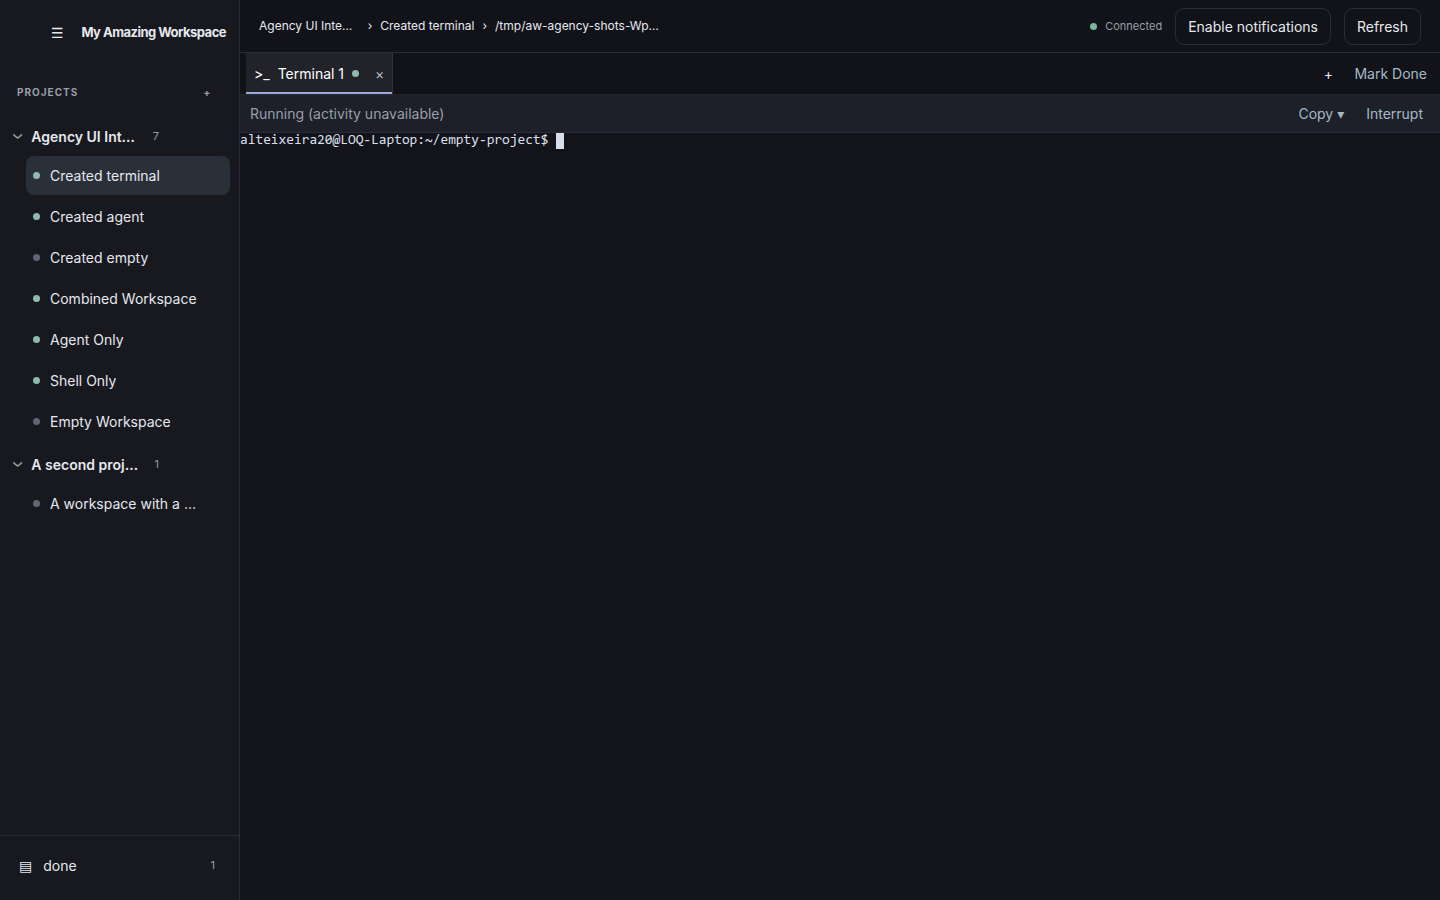 ☰ My Amazing Workspace
PROJECTS +
Agency UI Int... 7
Created terminal
Created agent
Created empty
Combined Workspace
Agent Only
Shell Only
Empty Workspace
A second proj... 1
A workspace with a ...
done 1
Agency UI Inte... › Created terminal › /tmp/aw-agency-shots-Wp...
Connected Enable notifications Refresh
>_ Terminal 1 ×
+ Mark Done
Running (activity unavailable)
Copy ▾ Interrupt
alteixeira20@LOQ-Laptop:~/empty-project$